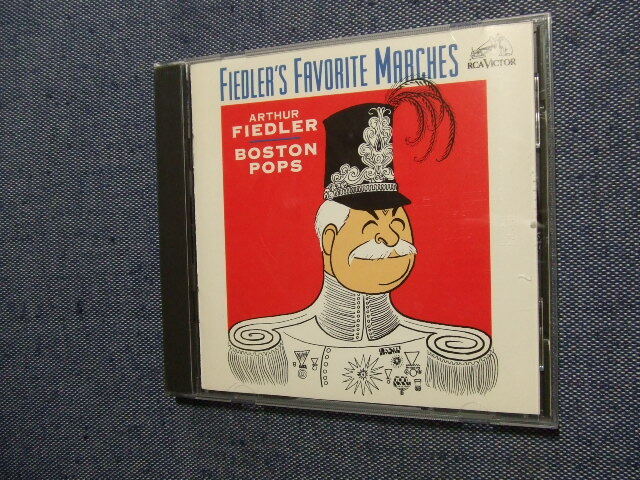 FIEDLER'S FAVORITE MARCHES
RCA VICTOR
ARTHUR
FIEDLER
BOSTON
POPS